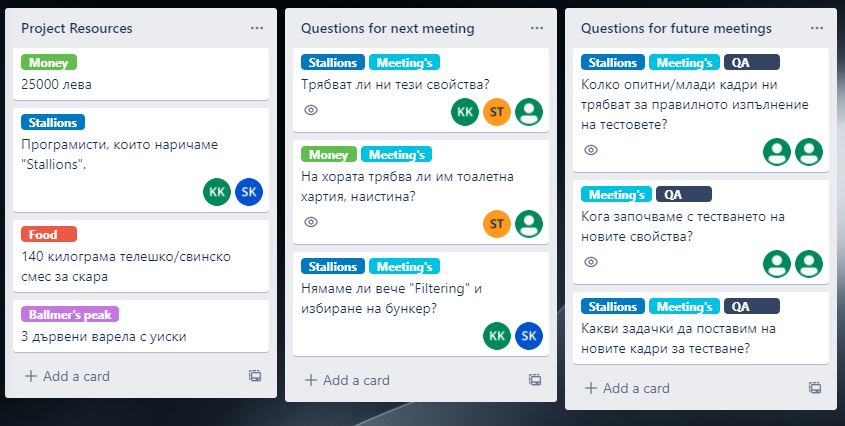 Project Resources
Money
25000 лева
Stallions
Програмисти, които наричаме
"Stallions".
KK SK
Food
140 килограма телешко/свинско
смес за скара
Ballmer's peak
3 дървени варела с уиски
Add a card
Questions for next meeting
Stallions Meeting's
Трябват ли ни тези свойства?
KK ST
Money Meeting's
На хората трябва ли им тоалетна
хартия, наистина?
ST
Stallions Meeting's
Нямаме ли вече "Filtering" и
избиране на бункер?
KK SK
Add a card
Questions for future meetings
Stallions Meeting's QA
Колко опитни/млади кадри ни
трябват за правилното изпълнение
на тестовете?
Meeting's QA
Кога започваме с тестването на
новите свойства?
Stallions Meeting's QA
Какви задачки да поставим на
новите кадри за тестване?
Add a card